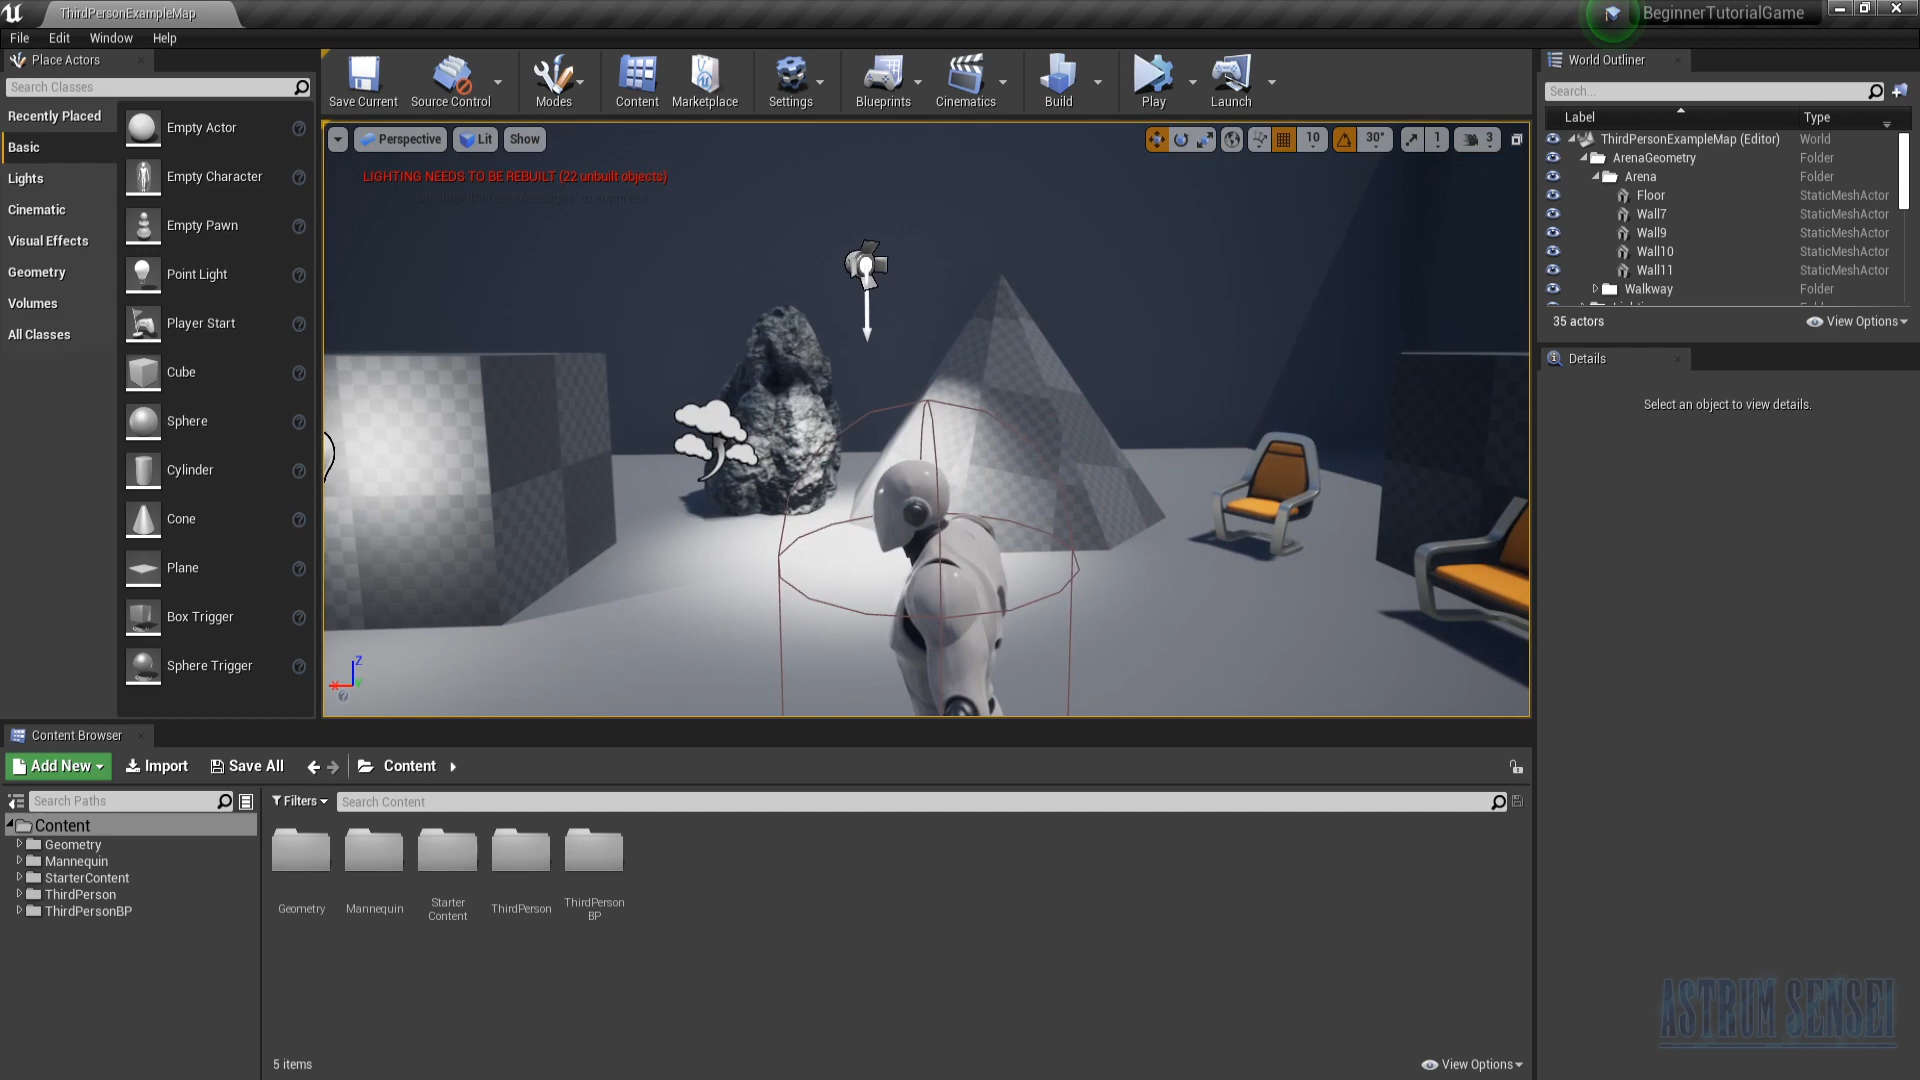 ThirdPersonExampleMap
BeginnerTutorialGame
File Edit Window Help
Place Actors
Search Classes
Recently Placed
Basic
Lights
Cinematic
Visual Effects
Geometry
Volumes
All Classes
Empty Actor
Empty Character
Empty Pawn
Point Light
Player Start
Cube
Sphere
Cylinder
Cone
Plane
Box Trigger
Sphere Trigger
Save Current Source Control Modes Content Marketplace Settings Blueprints Cinematics Build Play Launch
Perspective Lit Show
10 30° 1 3
LIGHTING NEEDS TO BE REBUILT (22 unbuilt objects)
'DisableAllScreenMessages' to suppress
Z
X
World Outliner
Search...
Label Type
ThirdPersonExampleMap (Editor) World
ArenaGeometry Folder
Arena Folder
Floor StaticMeshActor
Wall7 StaticMeshActor
Wall9 StaticMeshActor
Wall10 StaticMeshActor
Wall11 StaticMeshActor
Walkway Folder
35 actors View Options
Details
Select an object to view details.
Content Browser
Add New Import Save All Content
Search Paths
Filters Search Content
Content
Geometry
Mannequin
StarterContent
ThirdPerson
ThirdPersonBP
Geometry
Mannequin
Starter
Content
ThirdPerson
ThirdPerson
BP
5 items View Options
ASTRUM SENSEI